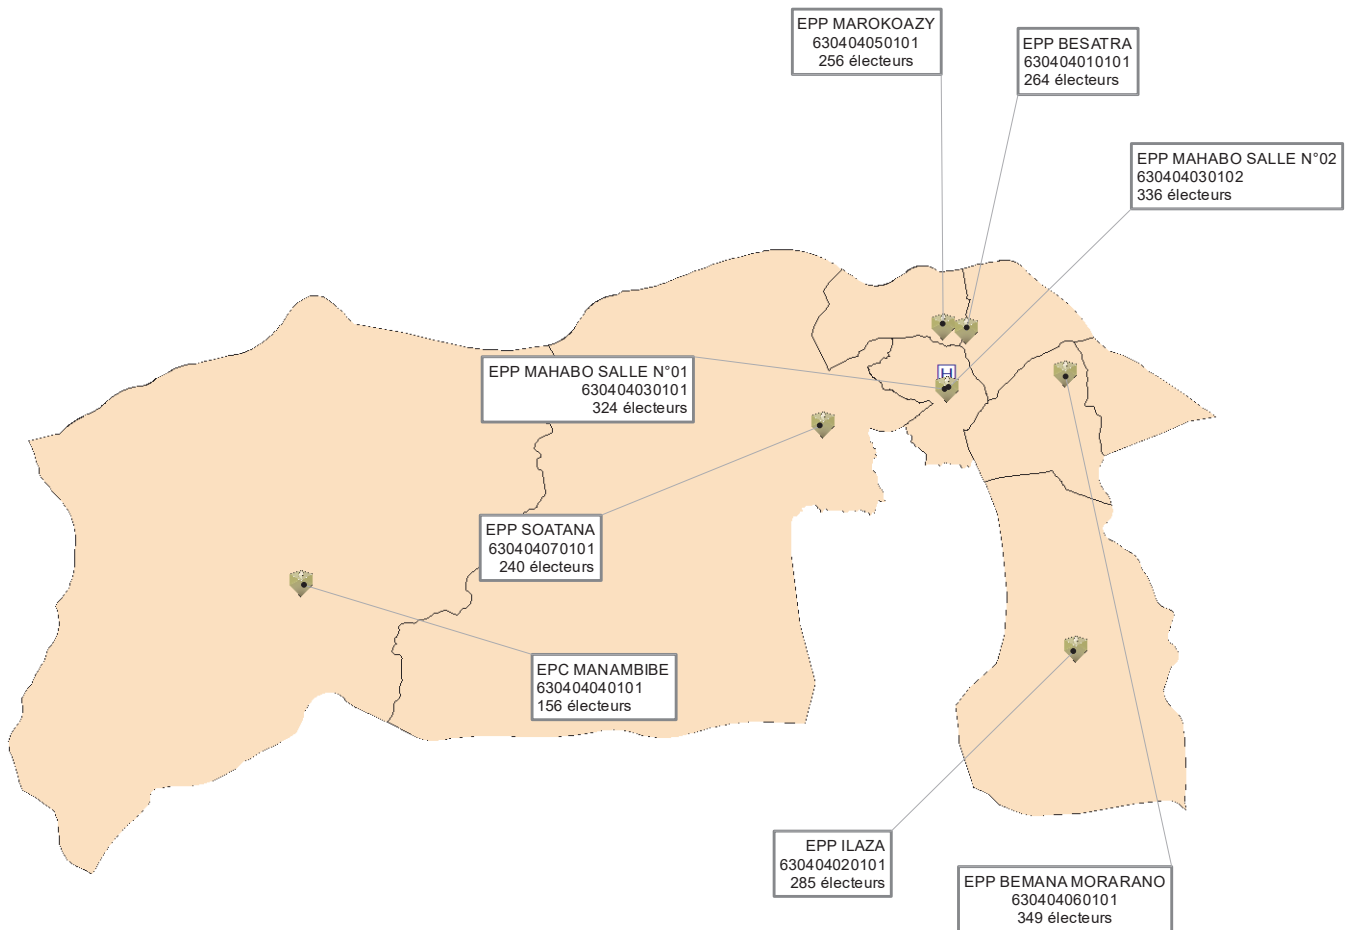 EPP MAROKOAZY
630404050101
256 électeurs
EPP BESATRA
630404010101
264 électeurs
EPP MAHABO SALLE N°02
630404030102
336 électeurs
H
EPP MAHABO SALLE N°01
630404030101
324 électeurs
EPP SOATANA
630404070101
240 électeurs
EPC MANAMBIBE
630404040101
156 électeurs
EPP ILAZA
630404020101
285 électeurs
EPP BEMANA MORARANO
630404060101
349 électeurs